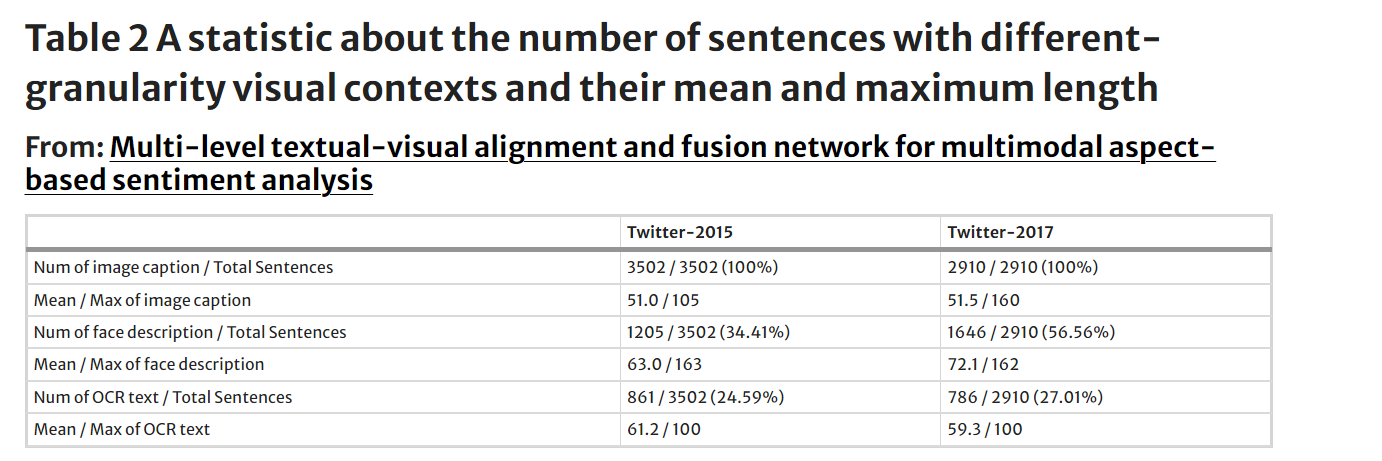 Table 2 A statistic about the number of sentences with different-
granularity visual contexts and their mean and maximum length
From: Multi-level textual-visual alignment and fusion network for multimodal aspect-
based sentiment analysis
Twitter-2015 Twitter-2017
Num of image caption / Total Sentences 3502 / 3502 (100%) 2910 / 2910 (100%)
Mean / Max of image caption 51.0 / 105 51.5 / 160
Num of face description / Total Sentences 1205 / 3502 (34.41%) 1646 / 2910 (56.56%)
Mean / Max of face description 63.0 / 163 72.1 / 162
Num of OCR text / Total Sentences 861 / 3502 (24.59%) 786 / 2910 (27.01%)
Mean / Max of OCR text 61.2 / 100 59.3 / 100